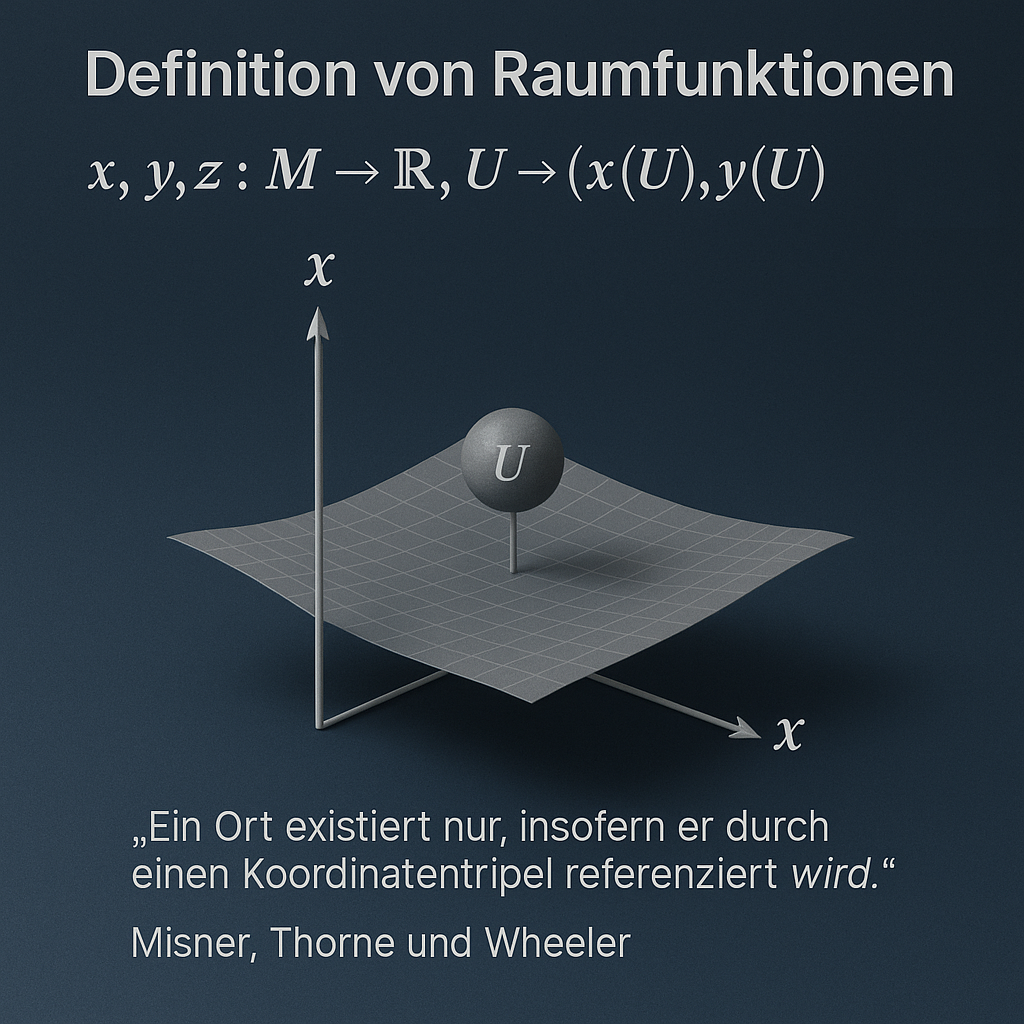 Definition von Raumfunktionen
x, y, z : M → ℝ, U → (x(U), y(U)
x
U
x
„Ein Ort existiert nur, insofern er durch
einen Koordinatentripel referenziert wird.“
Misner, Thorne und Wheeler